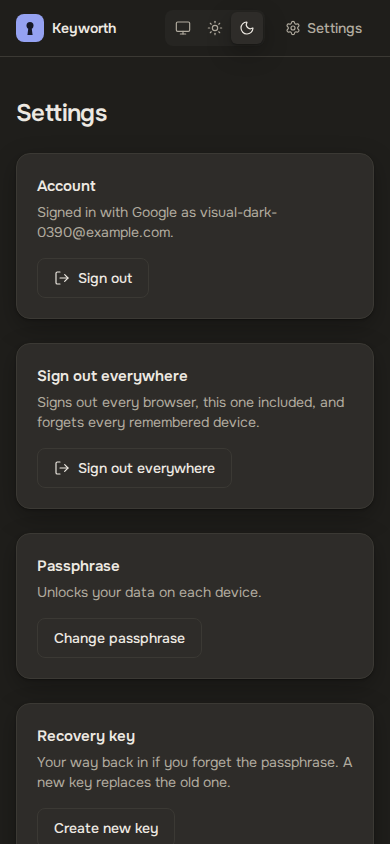 Keyworth
Settings
Settings
Account
Signed in with Google as visual-dark-
0390@example.com.
Sign out
Sign out everywhere
Signs out every browser, this one included, and
forgets every remembered device.
Sign out everywhere
Passphrase
Unlocks your data on each device.
Change passphrase
Recovery key
Your way back in if you forget the passphrase. A
new key replaces the old one.
Create new key